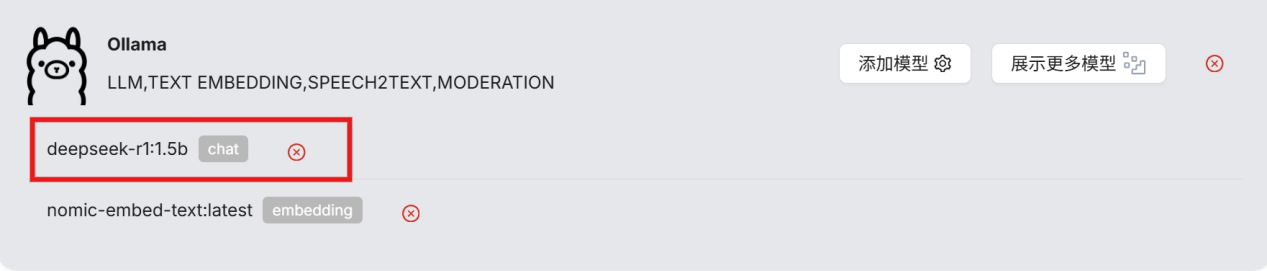 Ollama
LLM,TEXT EMBEDDING,SPEECH2TEXT,MODERATION
添加模型
展示更多模型
deepseek-r1:1.5b chat
nomic-embed-text:latest embedding